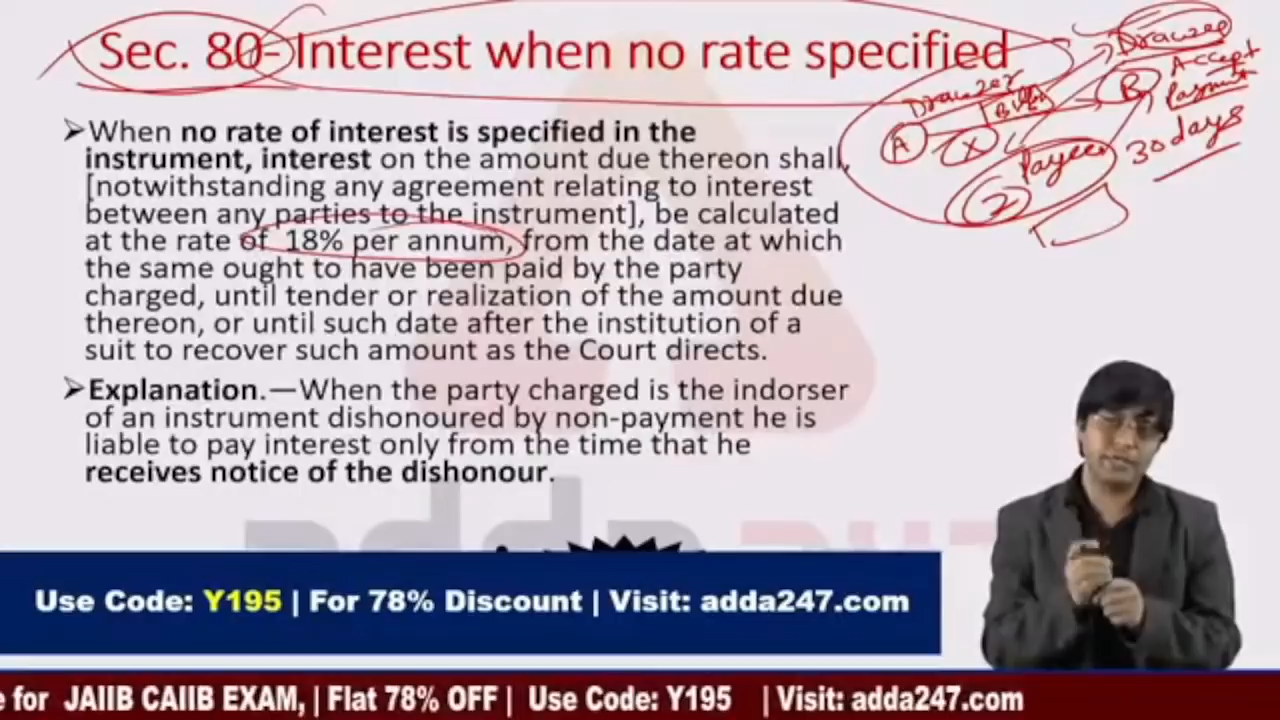 Sec. 80- Interest when no rate specified
➢When no rate of interest is specified in the
instrument, interest on the amount due thereon shall,
[notwithstanding any agreement relating to interest
between any parties to the instrument], be calculated
at the rate of 18% per annum, from the date at which
the same ought to have been paid by the party
charged, until tender or realization of the amount due
thereon, or until such date after the institution of a
suit to recover such amount as the Court directs.
➢Explanation.—When the party charged is the indorser
of an instrument dishonoured by non-payment he is
liable to pay interest only from the time that he
receives notice of the dishonour.
Drawee
Accept
Payment
Drawer
B
A
X
Payee
30 days
adda247
Use Code: Y195 | For 78% Discount | Visit: adda247.com
e for JAIIB CAIIB EXAM, | Flat 78% OFF | Use Code: Y195 | Visit: adda247.com